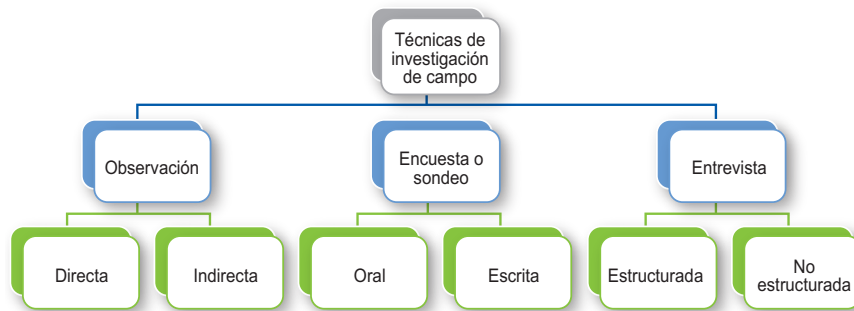 Técnicas de
investigación
de campo
Observación
Encuesta o
sondeo
Entrevista
Directa
Indirecta
Oral
Escrita
Estructurada
No
estructurada